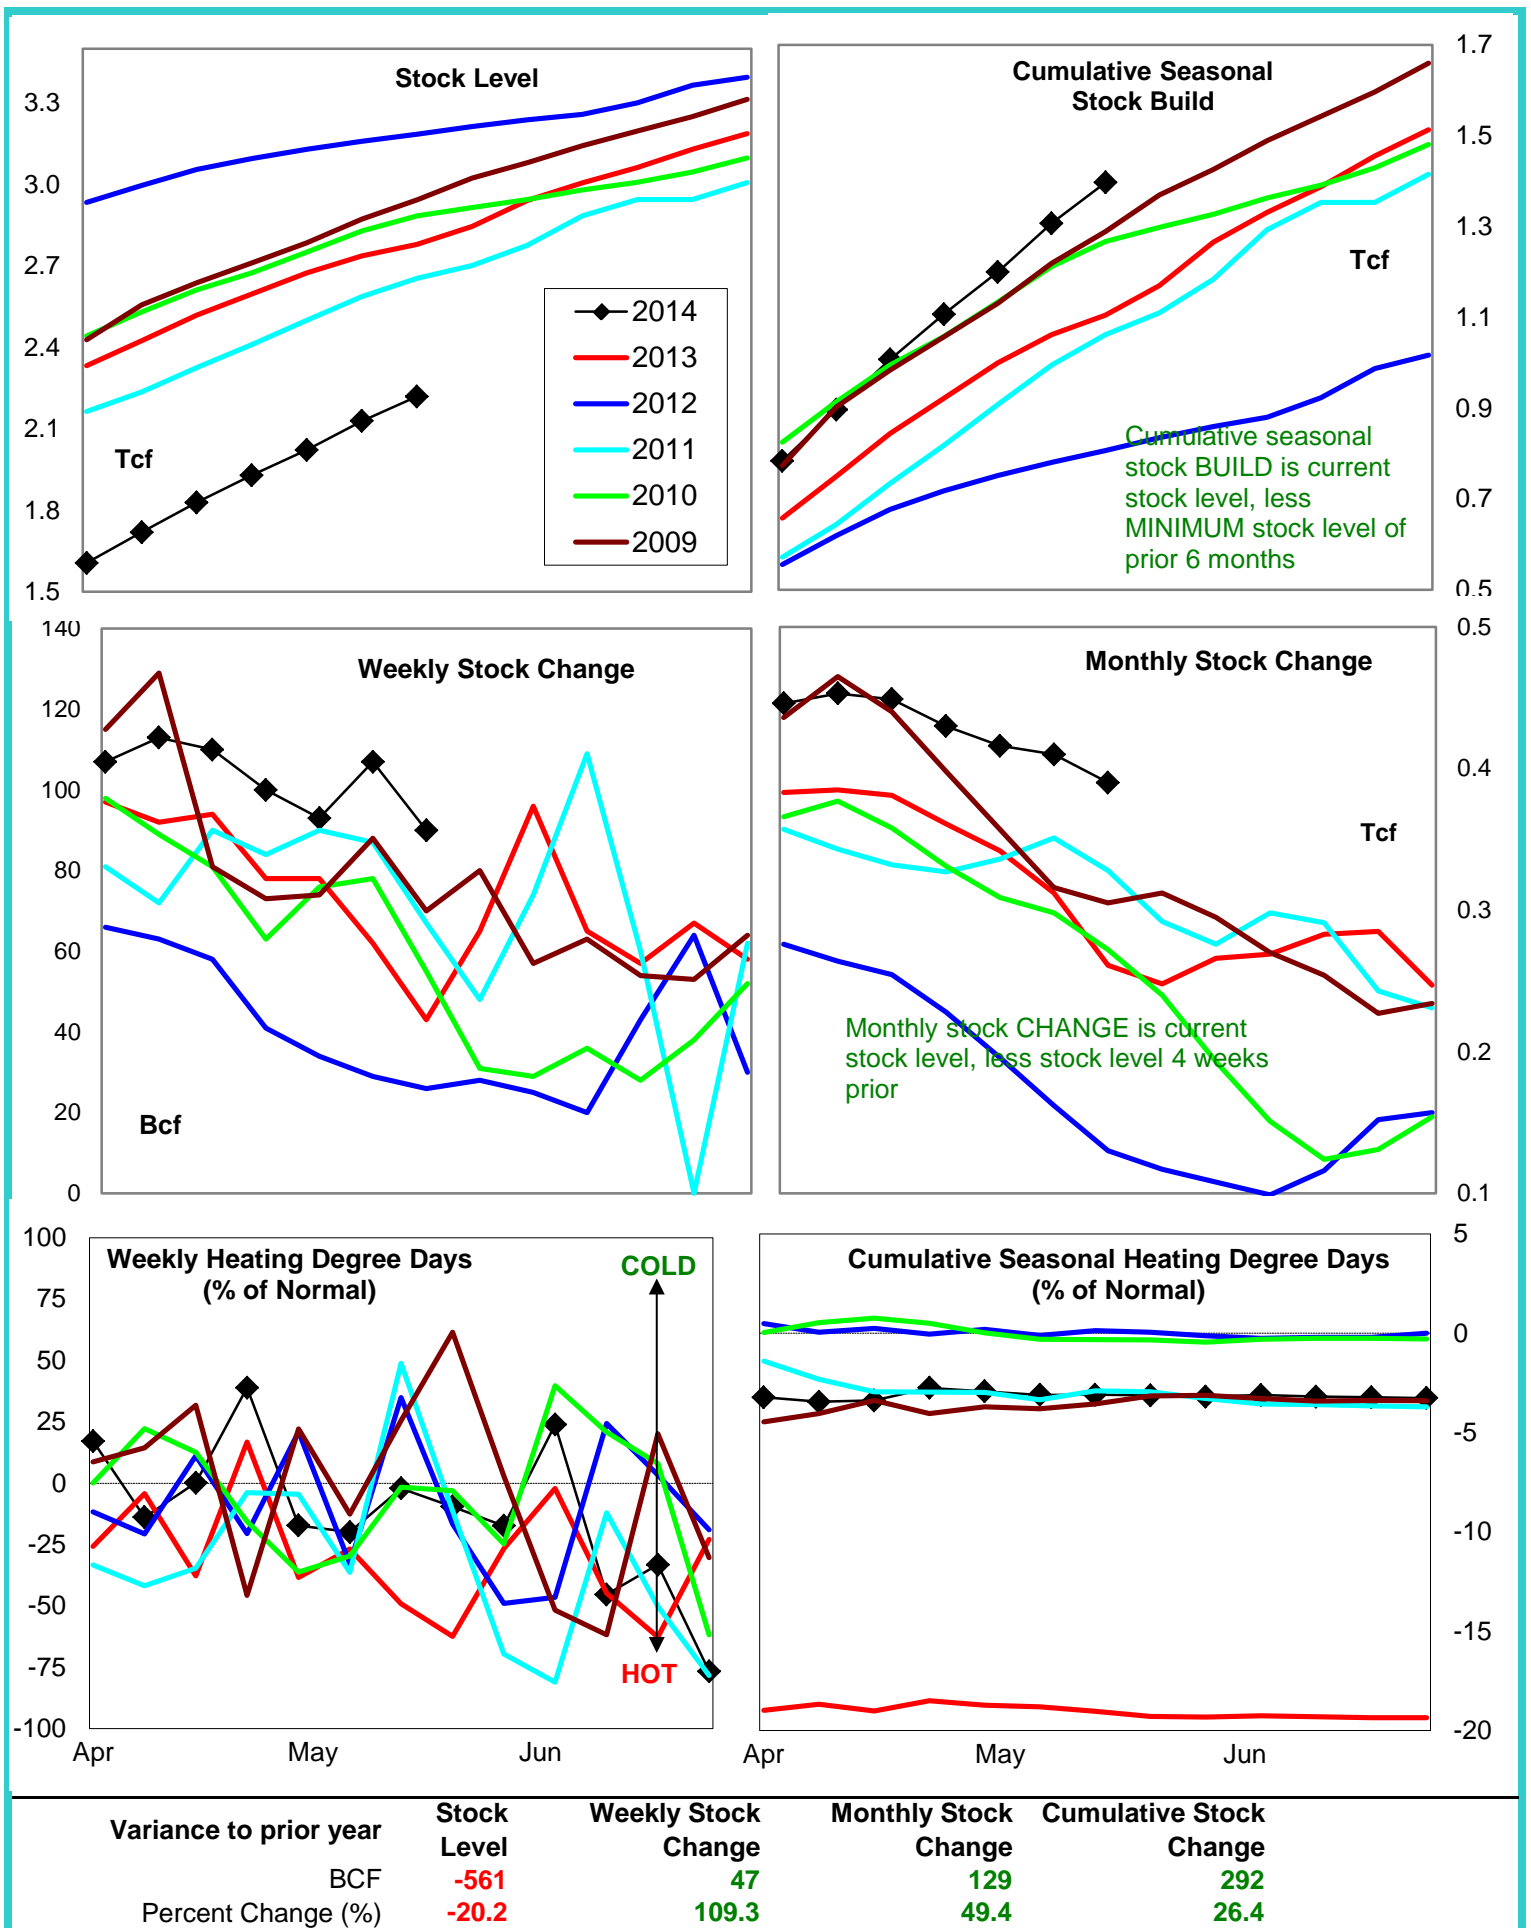 Stock Level
3.3
3.0
2.7
2.4
2.1
1.8
1.5
Tcf
2014
2013
2012
2011
2010
2009
Cumulative Seasonal
Stock Build
1.7
1.5
1.3
1.1
0.9
0.7
0.5
Tcf
Cumulative seasonal
stock BUILD is current
stock level, less
MINIMUM stock level of
prior 6 months
Weekly Stock Change
140
120
100
80
60
40
20
0
Bcf
Monthly Stock Change
0.5
0.4
0.3
0.2
0.1
Tcf
Monthly stock CHANGE is current
stock level, less stock level 4 weeks
prior
Weekly Heating Degree Days
(% of Normal)
COLD
HOT
100
75
50
25
0
-25
-50
-75
-100
Apr May Jun
Cumulative Seasonal Heating Degree Days
(% of Normal)
5
0
-5
-10
-15
-20
Apr May Jun
Variance to prior year
Stock Level
Weekly Stock Change
Monthly Stock Change
Cumulative Stock Change
BCF -561 47 129 292
Percent Change (%) -20.2 109.3 49.4 26.4